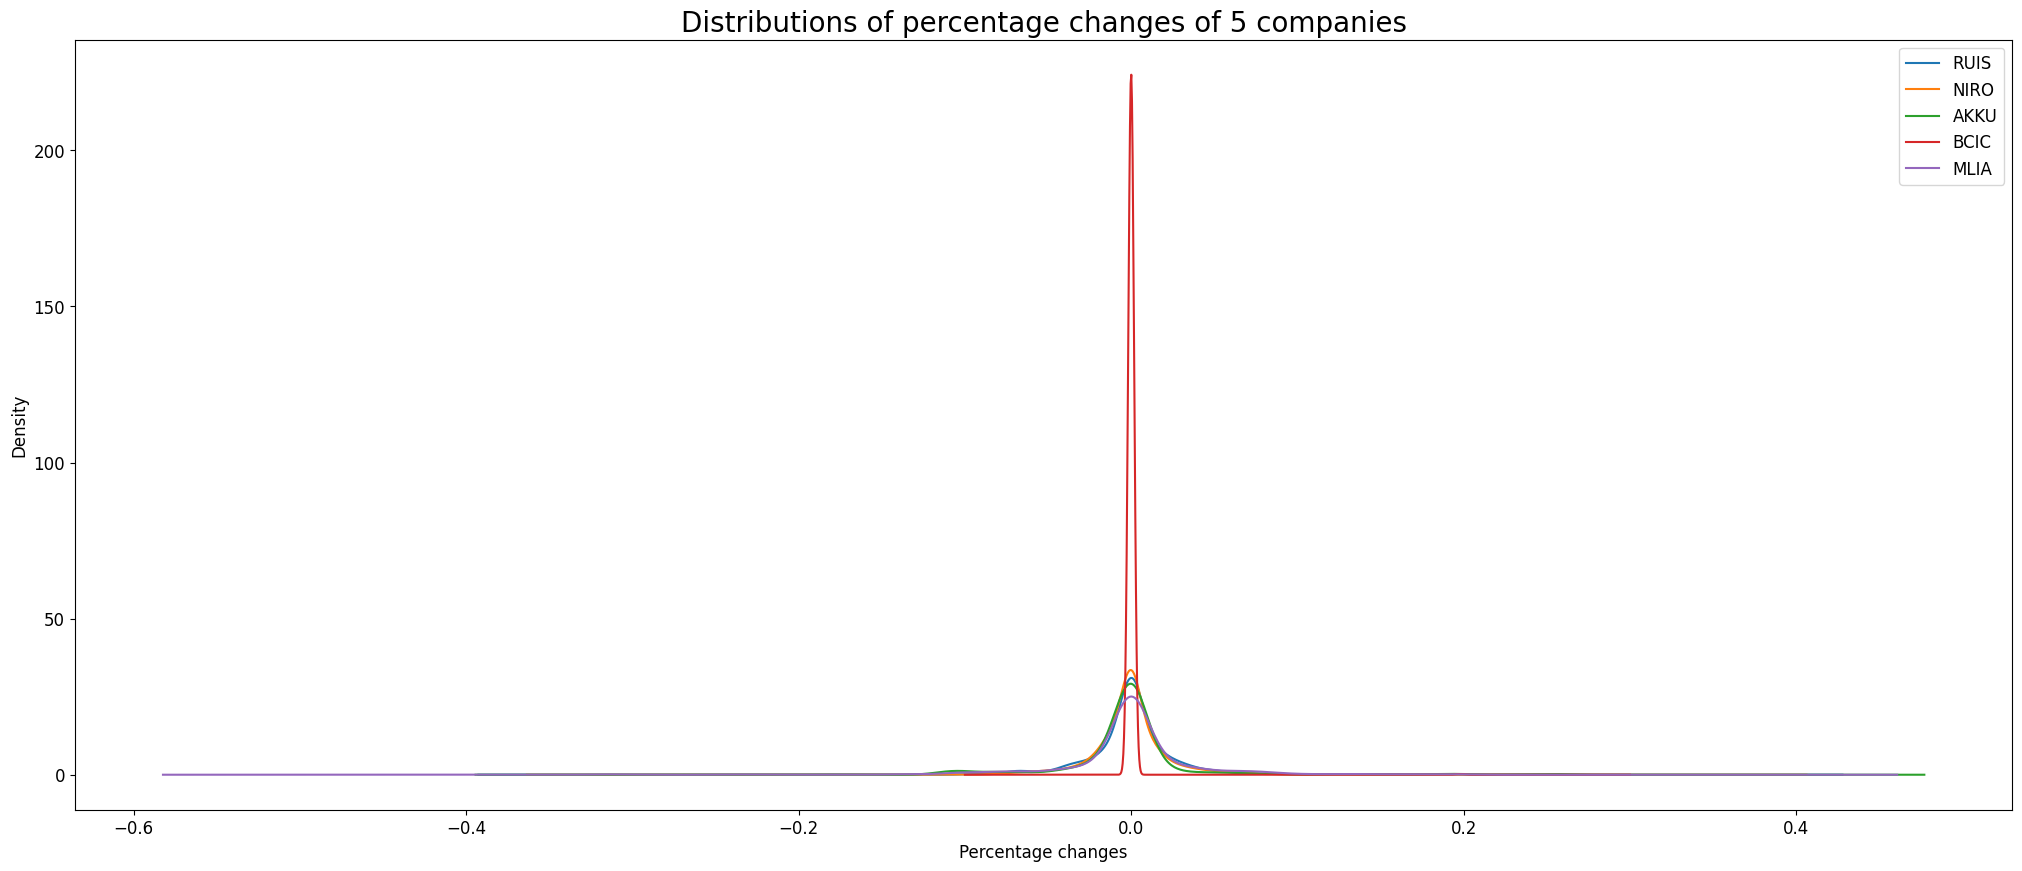 Distributions of percentage changes of 5 companies
RUIS
NIRO
AKKU
BCIC
MLIA
200
150
100
50
0
Density
−0.6
−0.4
−0.2
0.0
0.2
0.4
Percentage changes